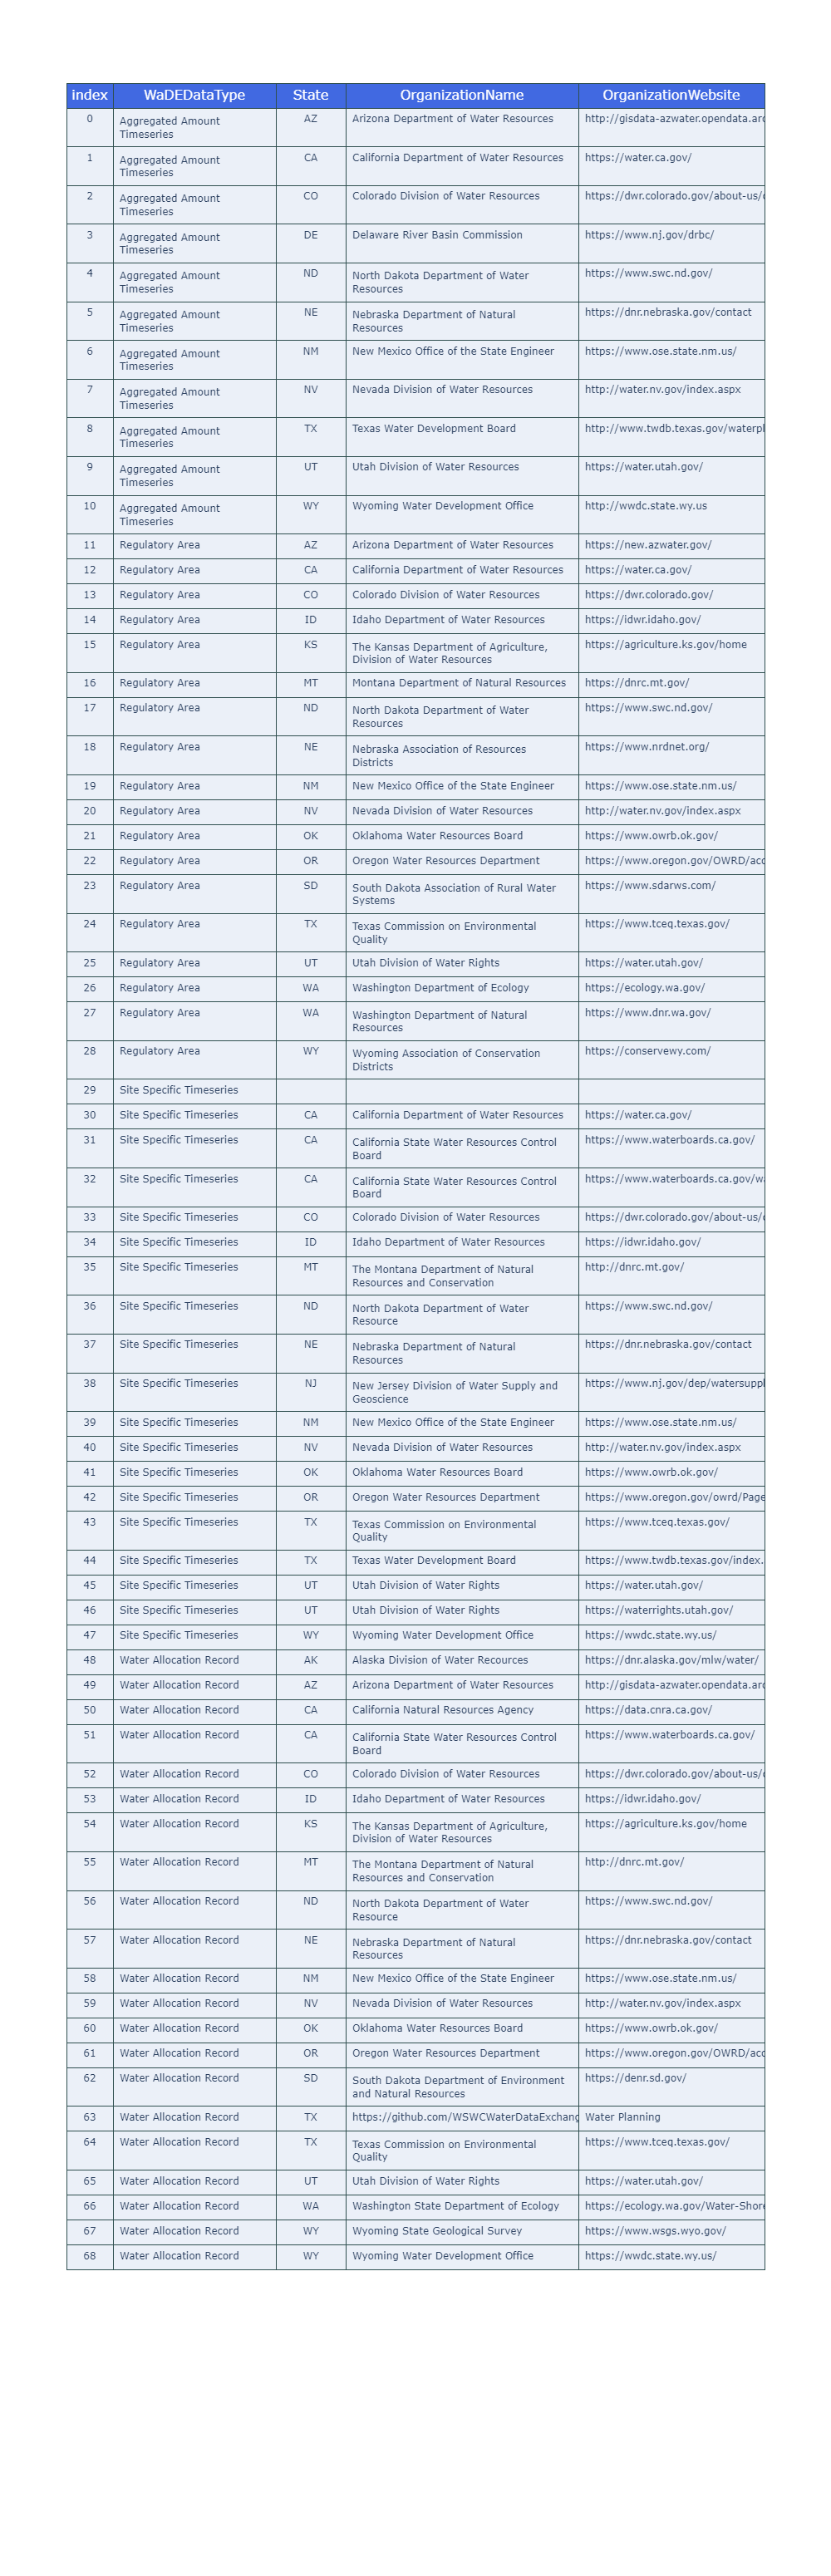 index WaDEDataType State OrganizationName OrganizationWebsite
0 Aggregated Amount AZ Arizona Department of Water Resources http://gisdata-azwater.opendata.arc
Timeseries
1 Aggregated Amount CA California Department of Water Resources https://water.ca.gov/
Timeseries
2 Aggregated Amount CO Colorado Division of Water Resources https://dwr.colorado.gov/about-us/c
Timeseries
3 Aggregated Amount DE Delaware River Basin Commission https://www.nj.gov/drbc/
Timeseries
4 Aggregated Amount ND North Dakota Department of Water https://www.swc.nd.gov/
Timeseries Resources
5 Aggregated Amount NE Nebraska Department of Natural https://dnr.nebraska.gov/contact
Timeseries Resources
6 Aggregated Amount NM New Mexico Office of the State Engineer https://www.ose.state.nm.us/
Timeseries
7 Aggregated Amount NV Nevada Division of Water Resources http://water.nv.gov/index.aspx
Timeseries
8 Aggregated Amount TX Texas Water Development Board http://www.twdb.texas.gov/waterpl
Timeseries
9 Aggregated Amount UT Utah Division of Water Resources https://water.utah.gov/
Timeseries
10 Aggregated Amount WY Wyoming Water Development Office http://wwdc.state.wy.us
Timeseries
11 Regulatory Area AZ Arizona Department of Water Resources https://new.azwater.gov/
12 Regulatory Area CA California Department of Water Resources https://water.ca.gov/
13 Regulatory Area CO Colorado Division of Water Resources https://dwr.colorado.gov/
14 Regulatory Area ID Idaho Department of Water Resources https://idwr.idaho.gov/
15 Regulatory Area KS The Kansas Department of Agriculture, https://agriculture.ks.gov/home
Division of Water Resources
16 Regulatory Area MT Montana Department of Natural Resources https://dnrc.mt.gov/
17 Regulatory Area ND North Dakota Department of Water https://www.swc.nd.gov/
Resources
18 Regulatory Area NE Nebraska Association of Resources https://www.nrdnet.org/
Districts
19 Regulatory Area NM New Mexico Office of the State Engineer https://www.ose.state.nm.us/
20 Regulatory Area NV Nevada Division of Water Resources http://water.nv.gov/index.aspx
21 Regulatory Area OK Oklahoma Water Resources Board https://www.owrb.ok.gov/
22 Regulatory Area OR Oregon Water Resources Department https://www.oregon.gov/OWRD/acc
23 Regulatory Area SD South Dakota Association of Rural Water https://www.sdarws.com/
Systems
24 Regulatory Area TX Texas Commission on Environmental https://www.tceq.texas.gov/
Quality
25 Regulatory Area UT Utah Division of Water Rights https://water.utah.gov/
26 Regulatory Area WA Washington Department of Ecology https://ecology.wa.gov/
27 Regulatory Area WA Washington Department of Natural https://www.dnr.wa.gov/
Resources
28 Regulatory Area WY Wyoming Association of Conservation https://conservewy.com/
Districts
29 Site Specific Timeseries
30 Site Specific Timeseries CA California Department of Water Resources https://water.ca.gov/
31 Site Specific Timeseries CA California State Water Resources Control https://www.waterboards.ca.gov/
Board
32 Site Specific Timeseries CA California State Water Resources Control https://www.waterboards.ca.gov/wa
Board
33 Site Specific Timeseries CO Colorado Division of Water Resources https://dwr.colorado.gov/about-us/c
34 Site Specific Timeseries ID Idaho Department of Water Resources https://idwr.idaho.gov/
35 Site Specific Timeseries MT The Montana Department of Natural http://dnrc.mt.gov/
Resources and Conservation
36 Site Specific Timeseries ND North Dakota Department of Water https://www.swc.nd.gov/
Resource
37 Site Specific Timeseries NE Nebraska Department of Natural https://dnr.nebraska.gov/contact
Resources
38 Site Specific Timeseries NJ New Jersey Division of Water Supply and https://www.nj.gov/dep/watersuppl
Geoscience
39 Site Specific Timeseries NM New Mexico Office of the State Engineer https://www.ose.state.nm.us/
40 Site Specific Timeseries NV Nevada Division of Water Resources http://water.nv.gov/index.aspx
41 Site Specific Timeseries OK Oklahoma Water Resources Board https://www.owrb.ok.gov/
42 Site Specific Timeseries OR Oregon Water Resources Department https://www.oregon.gov/owrd/Page
43 Site Specific Timeseries TX Texas Commission on Environmental https://www.tceq.texas.gov/
Quality
44 Site Specific Timeseries TX Texas Water Development Board https://www.twdb.texas.gov/index.
45 Site Specific Timeseries UT Utah Division of Water Rights https://water.utah.gov/
46 Site Specific Timeseries UT Utah Division of Water Rights https://waterrights.utah.gov/
47 Site Specific Timeseries WY Wyoming Water Development Office https://wwdc.state.wy.us/
48 Water Allocation Record AK Alaska Division of Water Recources https://dnr.alaska.gov/mlw/water/
49 Water Allocation Record AZ Arizona Department of Water Resources http://gisdata-azwater.opendata.arc
50 Water Allocation Record CA California Natural Resources Agency https://data.cnra.ca.gov/
51 Water Allocation Record CA California State Water Resources Control https://www.waterboards.ca.gov/
Board
52 Water Allocation Record CO Colorado Division of Water Resources https://dwr.colorado.gov/about-us/c
53 Water Allocation Record ID Idaho Department of Water Resources https://idwr.idaho.gov/
54 Water Allocation Record KS The Kansas Department of Agriculture, https://agriculture.ks.gov/home
Division of Water Resources
55 Water Allocation Record MT The Montana Department of Natural http://dnrc.mt.gov/
Resources and Conservation
56 Water Allocation Record ND North Dakota Department of Water https://www.swc.nd.gov/
Resource
57 Water Allocation Record NE Nebraska Department of Natural https://dnr.nebraska.gov/contact
Resources
58 Water Allocation Record NM New Mexico Office of the State Engineer https://www.ose.state.nm.us/
59 Water Allocation Record NV Nevada Division of Water Resources http://water.nv.gov/index.aspx
60 Water Allocation Record OK Oklahoma Water Resources Board https://www.owrb.ok.gov/
61 Water Allocation Record OR Oregon Water Resources Department https://www.oregon.gov/OWRD/acc
62 Water Allocation Record SD South Dakota Department of Environment https://denr.sd.gov/
and Natural Resources
63 Water Allocation Record TX https://github.com/WSWCWaterDataExchang Water Planning
64 Water Allocation Record TX Texas Commission on Environmental https://www.tceq.texas.gov/
Quality
65 Water Allocation Record UT Utah Division of Water Rights https://water.utah.gov/
66 Water Allocation Record WA Washington State Department of Ecology https://ecology.wa.gov/Water-Shore
67 Water Allocation Record WY Wyoming State Geological Survey https://www.wsgs.wyo.gov/
68 Water Allocation Record WY Wyoming Water Development Office https://wwdc.state.wy.us/